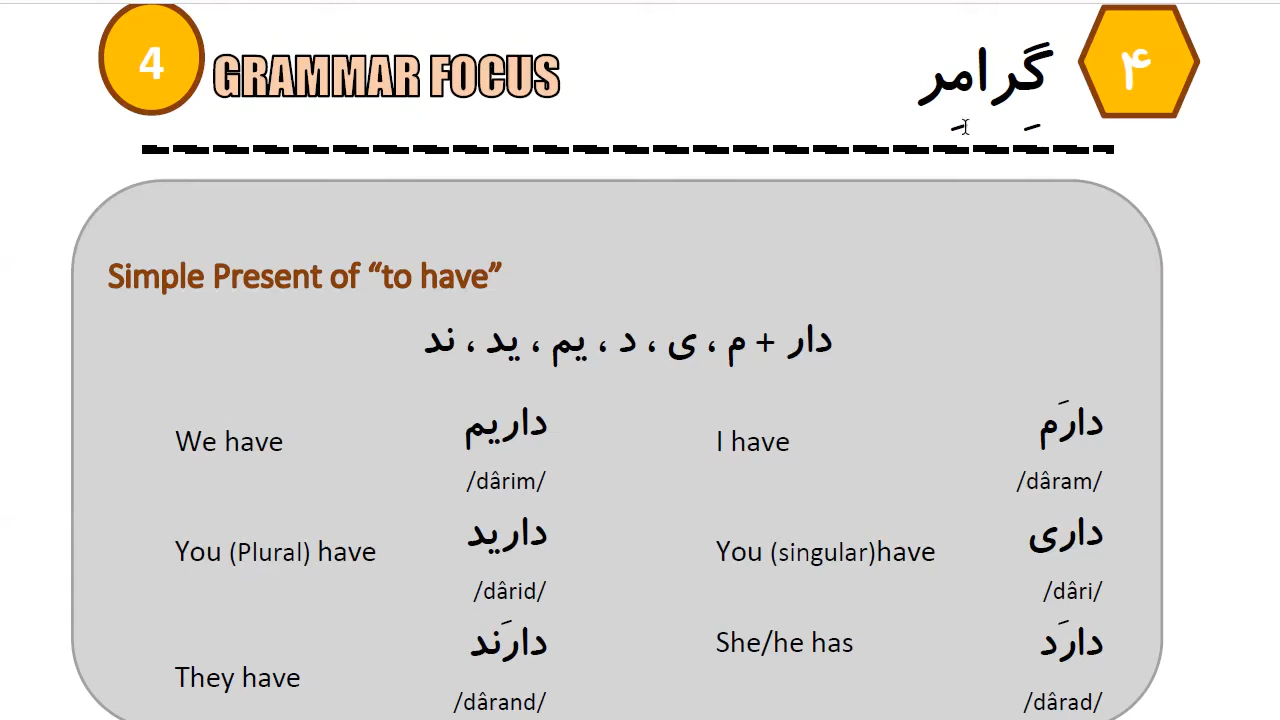 4 GRAMMAR FOCUS گرامر ۴
Simple Present of “to have”
دار + م ، ی ، د ، یم ، ید ، ند
We have داریم I have دارَم
/dârim/ /dâram/
You (Plural) have دارید You (singular)have داری
/dârid/ /dâri/
They have دارَند She/he has دارَد
/dârand/ /dârad/